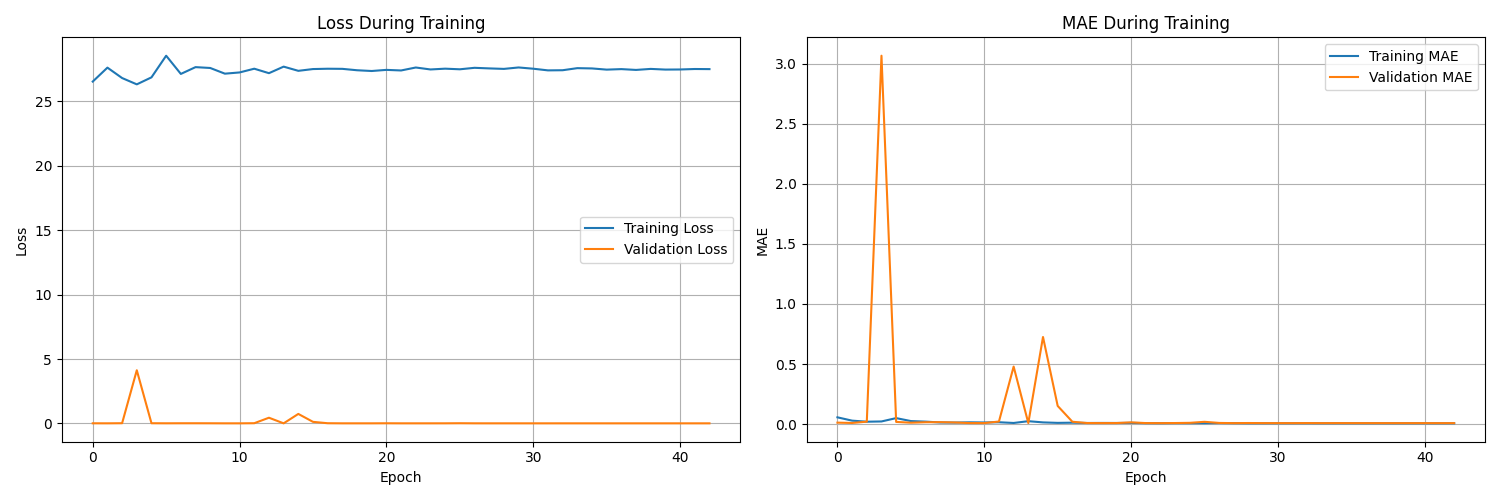 Loss During Training
Loss
25
20
15
10
5
0
Training Loss
Validation Loss
0 10 20 30 40
Epoch
MAE During Training
MAE
3.0
2.5
2.0
1.5
1.0
0.5
0.0
Training MAE
Validation MAE
0 10 20 30 40
Epoch